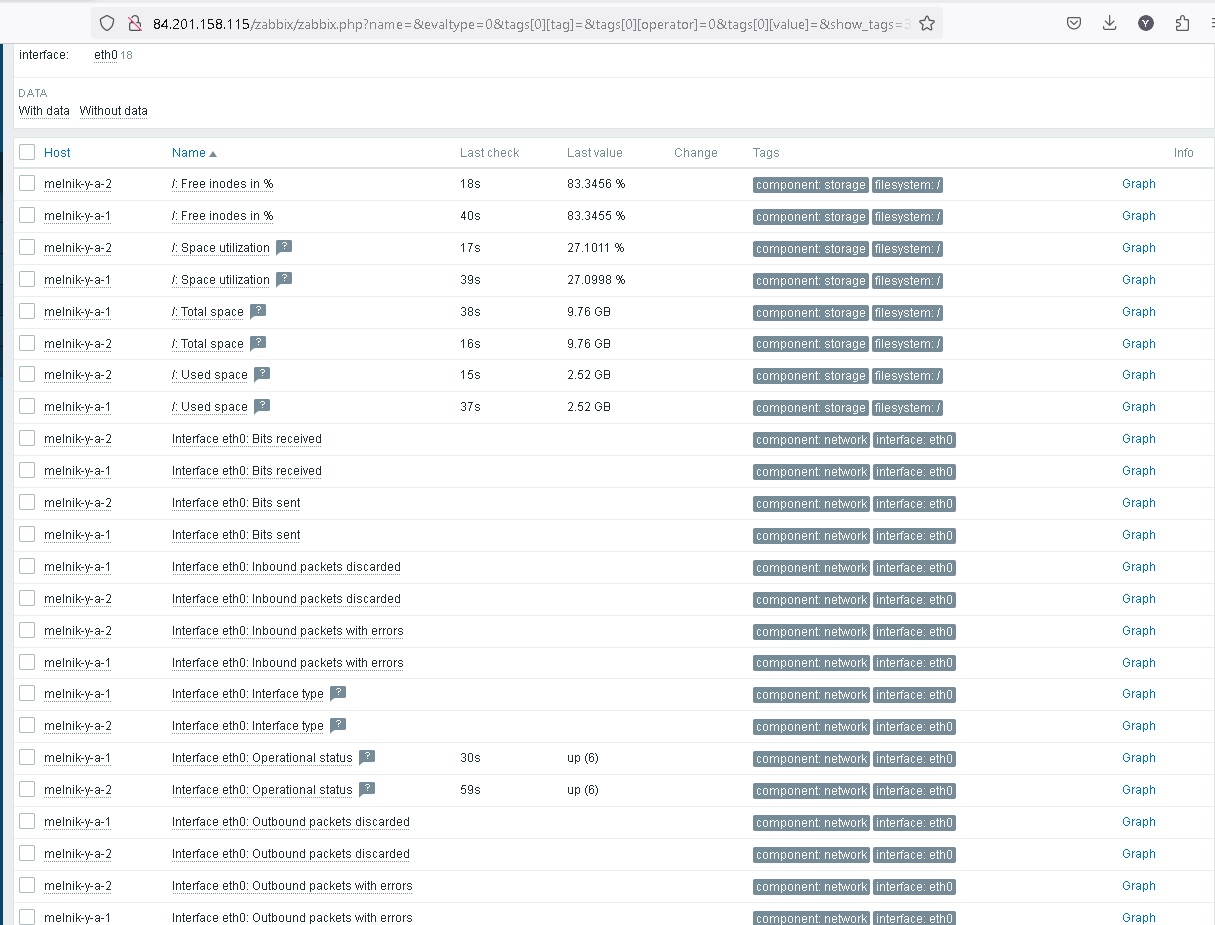 84.201.158.115/zabbix/zabbix.php?name=&evaltype=0&tags[0][tag]=&tags[0][operator]=0&tags[0][value]=&show_tags=3
Y
interface: eth0 18
DATA
With data Without data
Host Name Last check Last value Change Tags Info
melnik-y-a-2 /: Free inodes in % 18s 83.3456 % component: storage filesystem: / Graph
melnik-y-a-1 /: Free inodes in % 40s 83.3455 % component: storage filesystem: / Graph
melnik-y-a-2 /: Space utilization ? 17s 27.1011 % component: storage filesystem: / Graph
melnik-y-a-1 /: Space utilization ? 39s 27.0998 % component: storage filesystem: / Graph
melnik-y-a-1 /: Total space ? 38s 9.76 GB component: storage filesystem: / Graph
melnik-y-a-2 /: Total space ? 16s 9.76 GB component: storage filesystem: / Graph
melnik-y-a-2 /: Used space ? 15s 2.52 GB component: storage filesystem: / Graph
melnik-y-a-1 /: Used space ? 37s 2.52 GB component: storage filesystem: / Graph
melnik-y-a-2 Interface eth0: Bits received component: network interface: eth0 Graph
melnik-y-a-1 Interface eth0: Bits received component: network interface: eth0 Graph
melnik-y-a-2 Interface eth0: Bits sent component: network interface: eth0 Graph
melnik-y-a-1 Interface eth0: Bits sent component: network interface: eth0 Graph
melnik-y-a-1 Interface eth0: Inbound packets discarded component: network interface: eth0 Graph
melnik-y-a-2 Interface eth0: Inbound packets discarded component: network interface: eth0 Graph
melnik-y-a-2 Interface eth0: Inbound packets with errors component: network interface: eth0 Graph
melnik-y-a-1 Interface eth0: Inbound packets with errors component: network interface: eth0 Graph
melnik-y-a-1 Interface eth0: Interface type ? component: network interface: eth0 Graph
melnik-y-a-2 Interface eth0: Interface type ? component: network interface: eth0 Graph
melnik-y-a-1 Interface eth0: Operational status ? 30s up (6) component: network interface: eth0 Graph
melnik-y-a-2 Interface eth0: Operational status ? 59s up (6) component: network interface: eth0 Graph
melnik-y-a-1 Interface eth0: Outbound packets discarded component: network interface: eth0 Graph
melnik-y-a-2 Interface eth0: Outbound packets discarded component: network interface: eth0 Graph
melnik-y-a-2 Interface eth0: Outbound packets with errors component: network interface: eth0 Graph
melnik-y-a-1 Interface eth0: Outbound packets with errors component: network interface: eth0 Graph